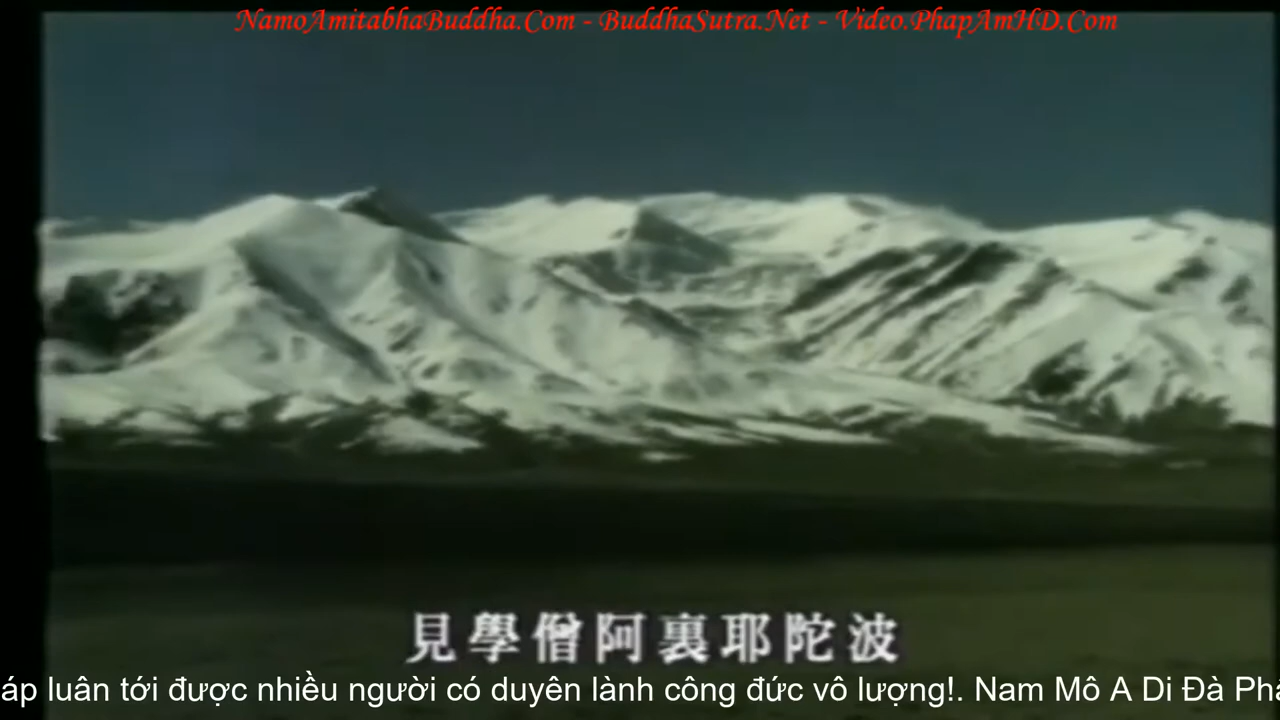 NamoAmitabhaBuddha.Com - BuddhaSutra.Net - Video.PhapAmHD.Com
見學僧阿裏耶陀波
áp luân tới được nhiều người có duyên lành công đức vô lượng!. Nam Mô A Di Đà Phá